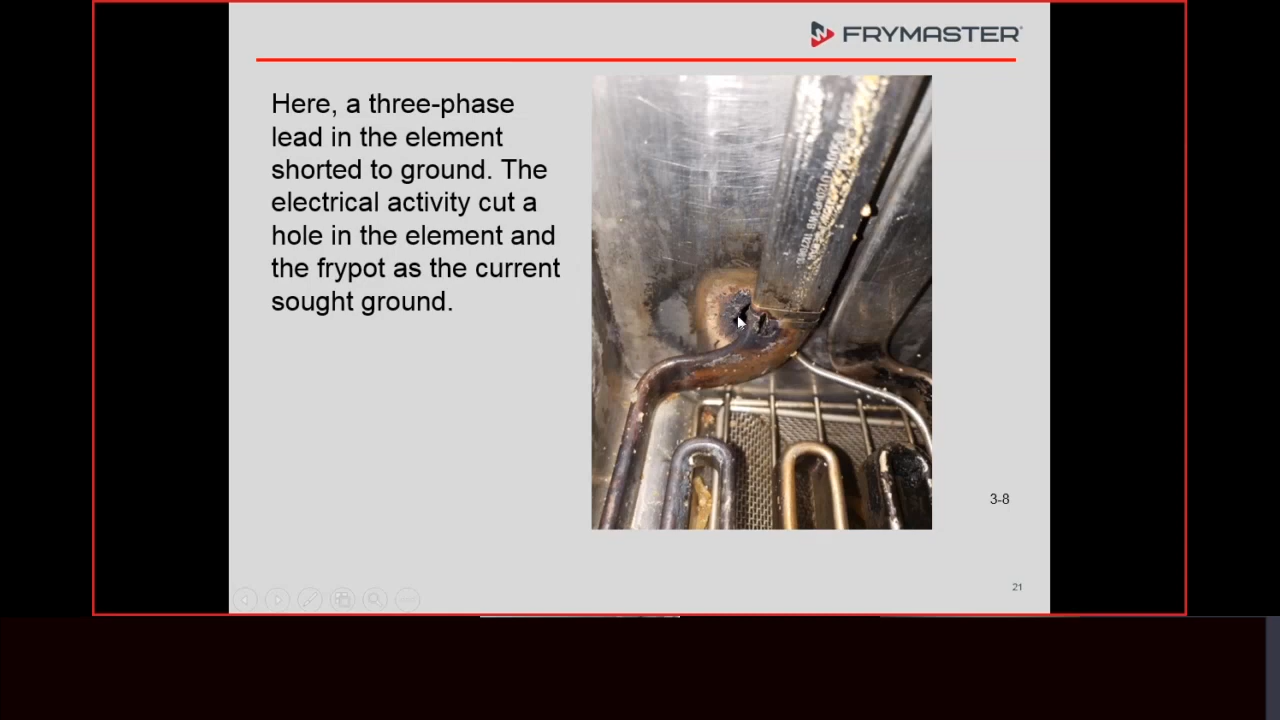 FRYMASTER
Here, a three-phase
lead in the element
shorted to ground. The
electrical activity cut a
hole in the element and
the frypot as the current
sought ground.
3-8
21